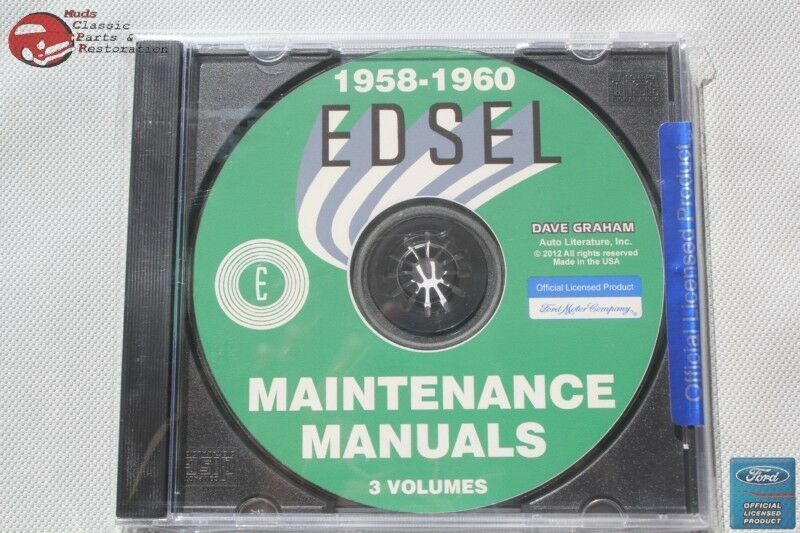 Muds
Classic
Parts &
Restoration
1958-1960
EDSEL
DAVE GRAHAM
Auto Literature, Inc.
© 2012 All rights reserved
Made in the USA
Official Licensed Product
Ford Motor Company
E
MAINTENANCE
MANUALS
3 VOLUMES
Official Licensed Product
Ford
OFFICIAL
LICENSED
PRODUCT